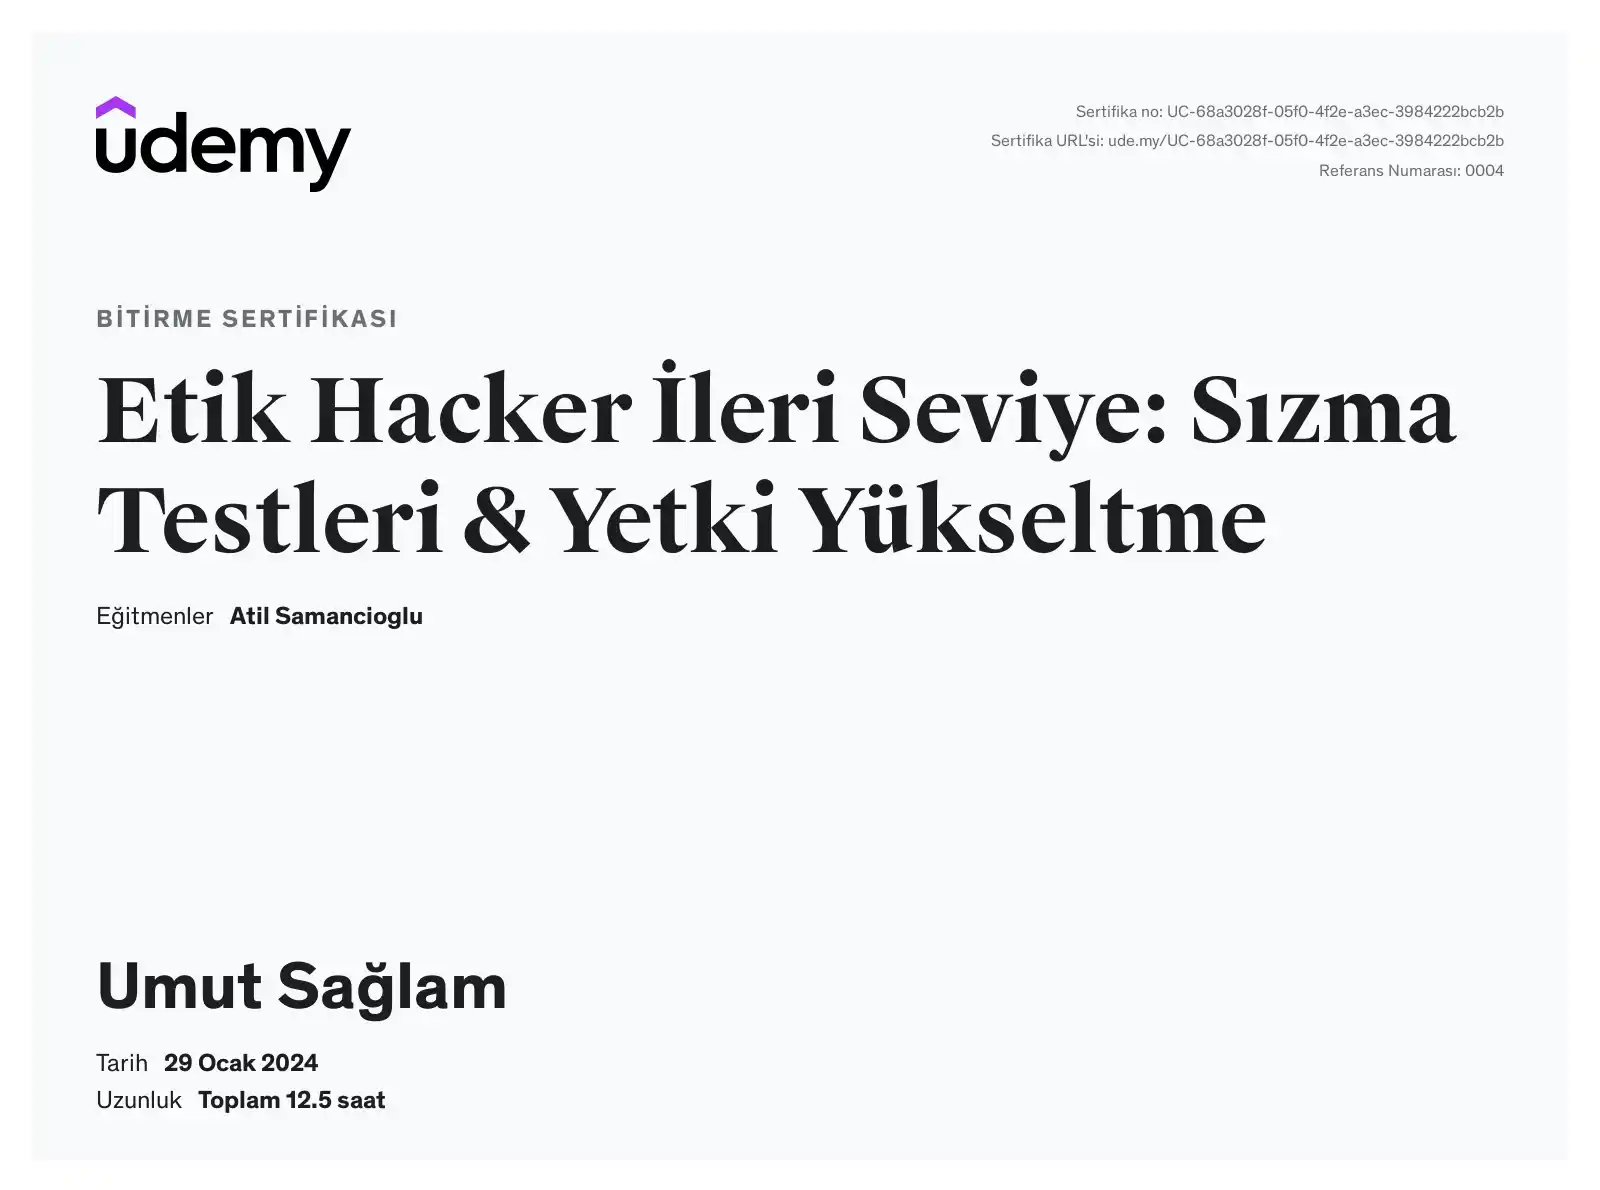 udemy
Sertifika no: UC-68a3028f-05f0-4f2e-a3ec-3984222bcb2b
Sertifika URL'si: ude.my/UC-68a3028f-05f0-4f2e-a3ec-3984222bcb2b
Referans Numarası: 0004
BİTİRME SERTİFİKASI
Etik Hacker İleri Seviye: Sızma
Testleri & Yetki Yükseltme
Eğitmenler Atil Samancioglu
Umut Sağlam
Tarih 29 Ocak 2024
Uzunluk Toplam 12.5 saat